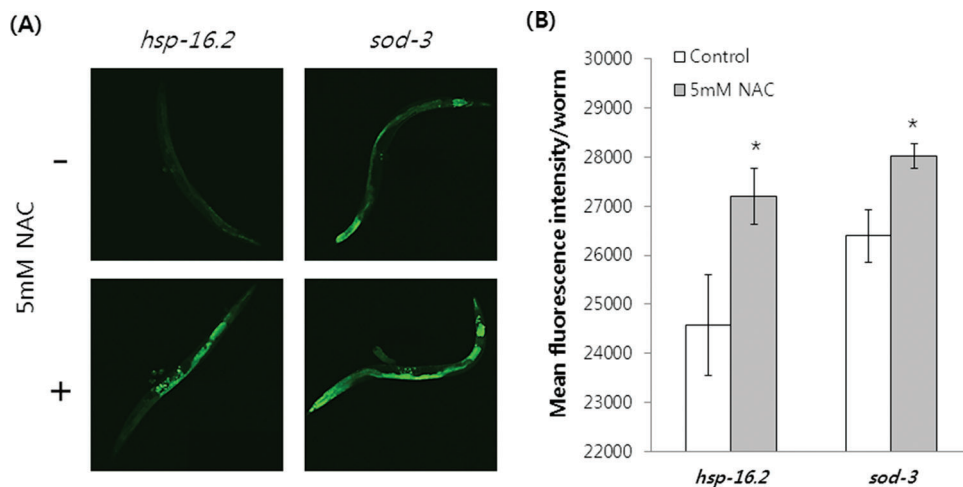 (A)
hsp-16.2 sod-3
-
+
5mM NAC
(B)
Mean fluorescence intensity/worm
30000
29000
28000
27000
26000
25000
24000
23000
22000
Control
5mM NAC
*
*
hsp-16.2 sod-3